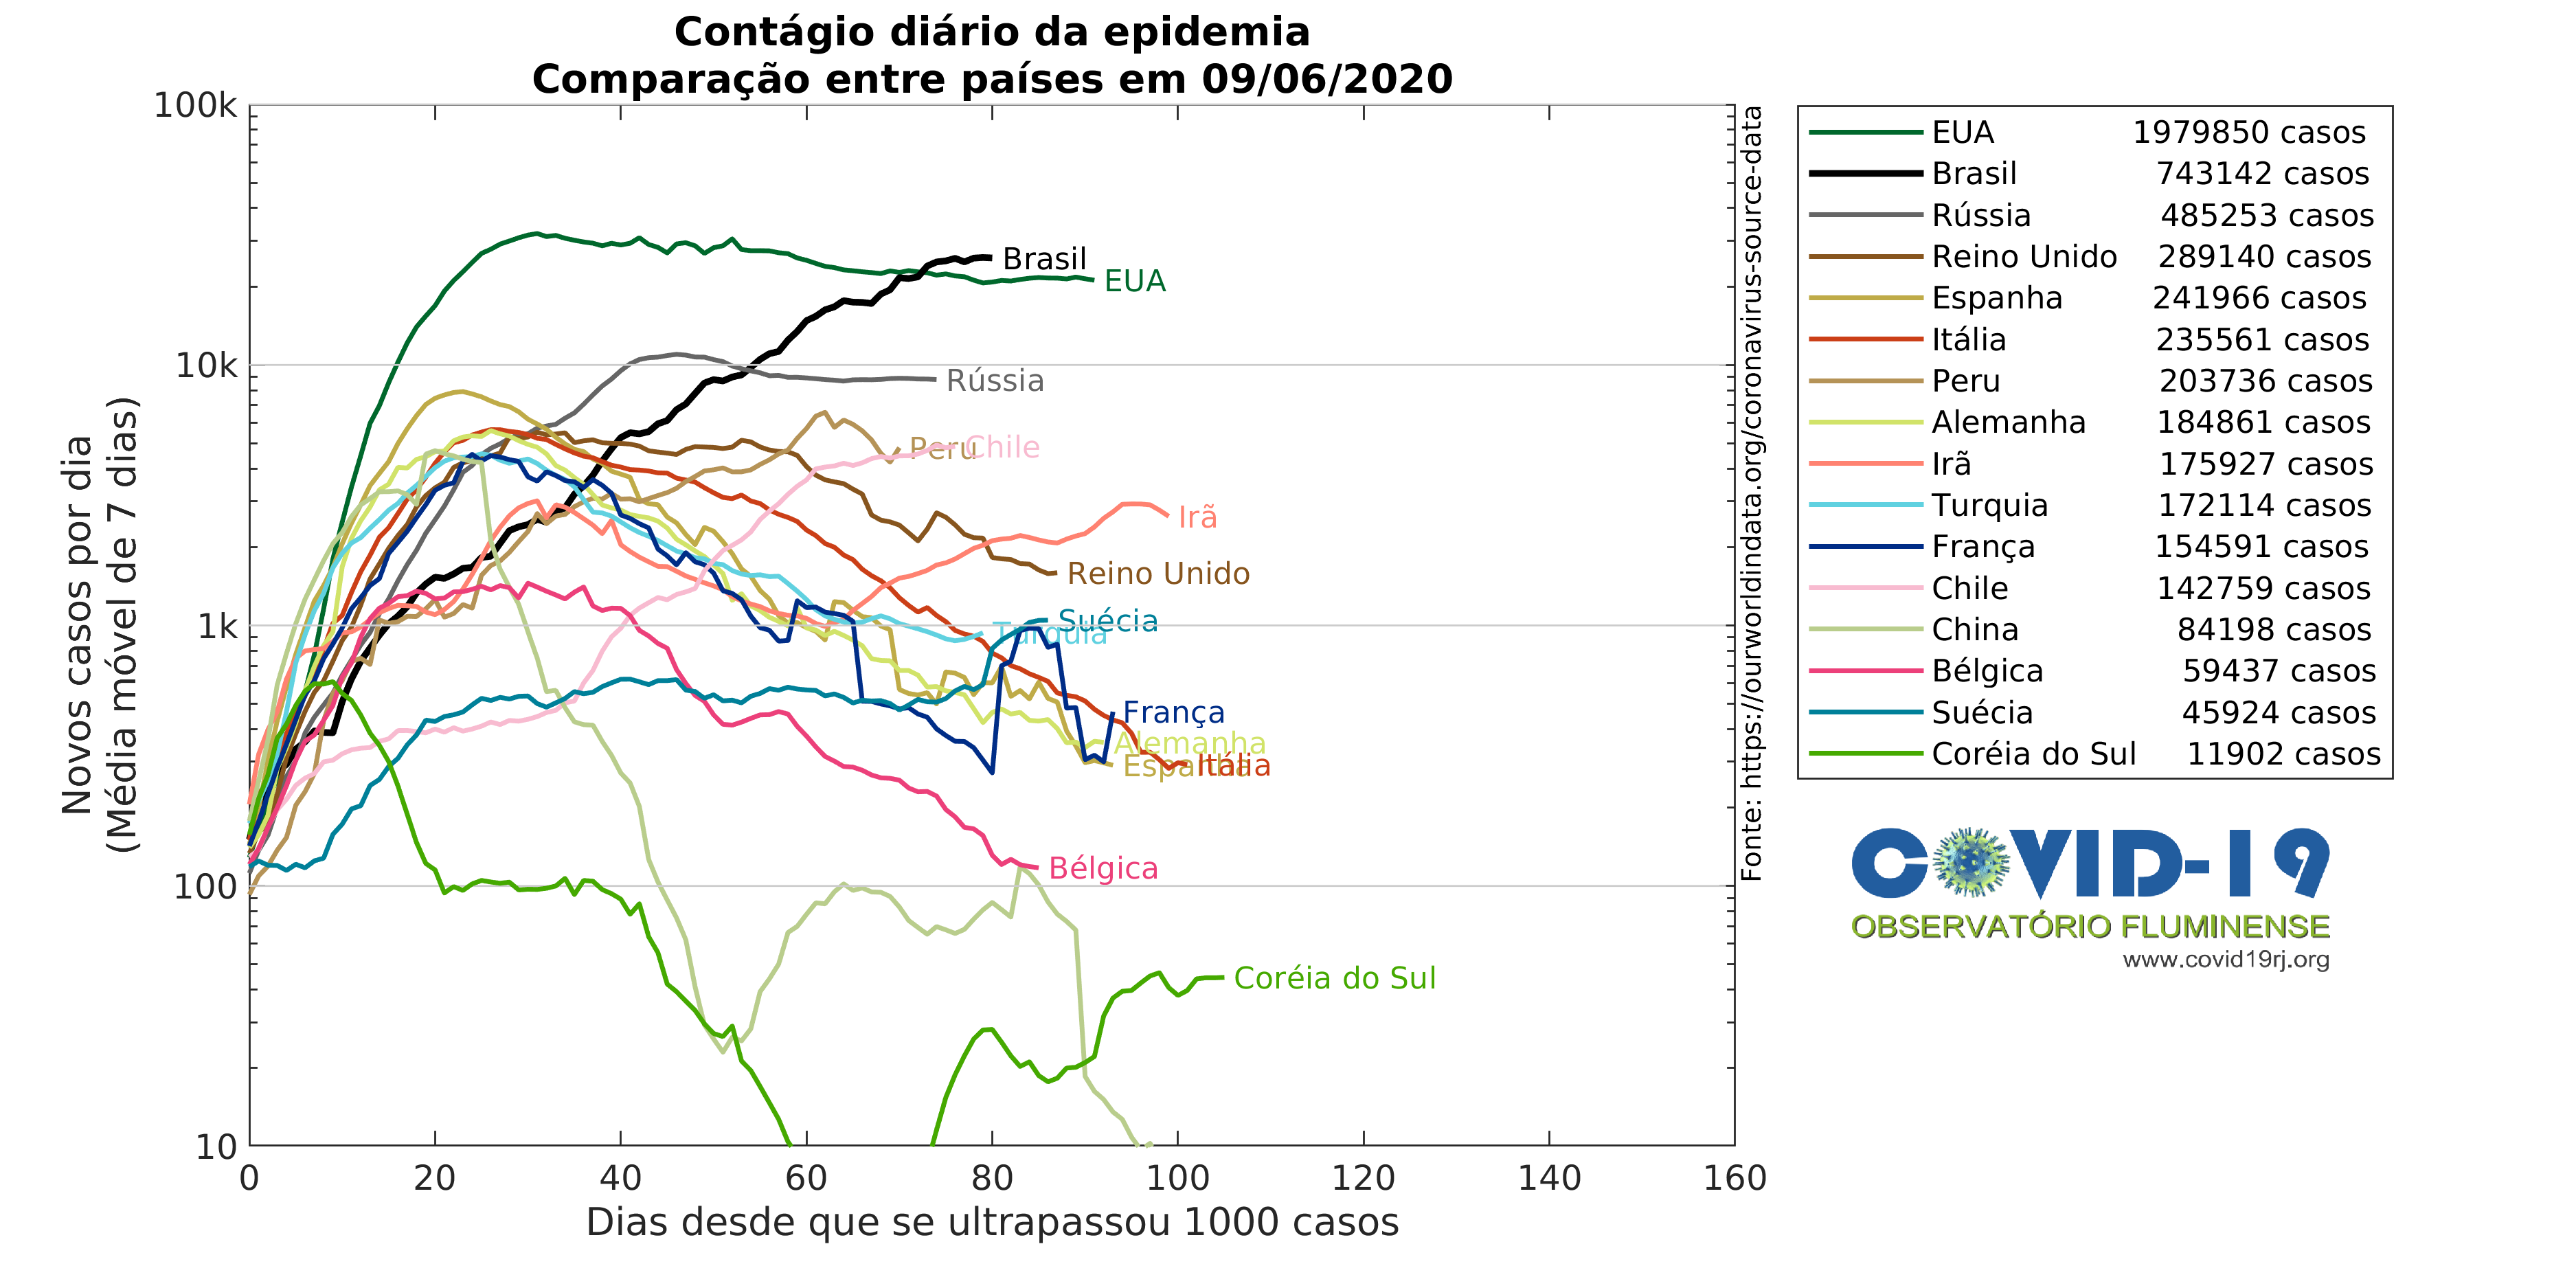 Contágio diário da epidemia
Comparação entre países em 09/06/2020
Novos casos por dia
(Média móvel de 7 dias)
100k
10k
1k
100
10
0 20 40 60 80 100 120 140 160
Dias desde que se ultrapassou 1000 casos
Brasil
EUA
Rússia
Peru
Chile
Irã
Reino Unido
Suécia
Turquia
França
Alemanha
Espanha
Itália
Bélgica
Coréia do Sul
Fonte: https://ourworldindata.org/coronavirus-source-data
EUA 1979850 casos
Brasil 743142 casos
Rússia 485253 casos
Reino Unido 289140 casos
Espanha 241966 casos
Itália 235561 casos
Peru 203736 casos
Alemanha 184861 casos
Irã 175927 casos
Turquia 172114 casos
França 154591 casos
Chile 142759 casos
China 84198 casos
Bélgica 59437 casos
Suécia 45924 casos
Coréia do Sul 11902 casos
COVID-19
OBSERVATÓRIO FLUMINENSE
www.covid19rj.org